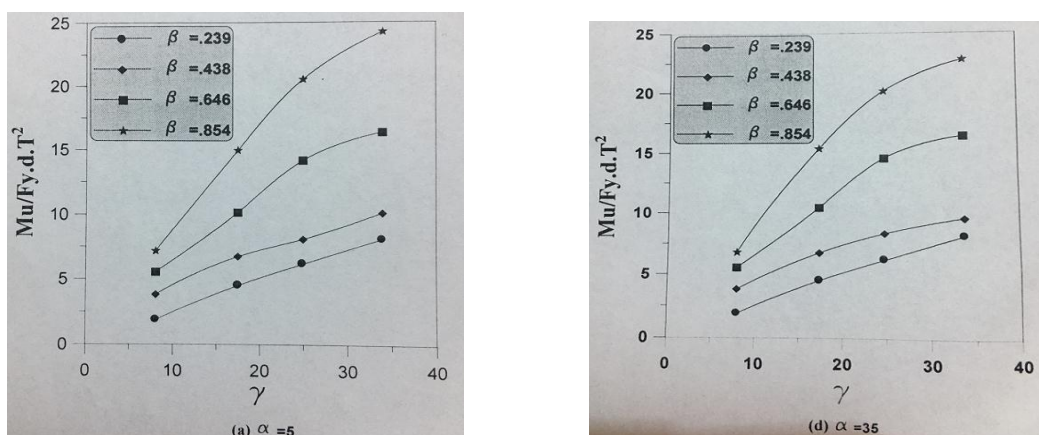 25
20
15
10
5
0
Mu/Fy.d.T²
β =.239
β =.438
β =.646
β =.854
0 10 20 30 40
γ
(a) α =5
25
20
15
10
5
0
Mu/Fy.d.T²
β =.239
β =.438
β =.646
β =.854
0 10 20 30 40
γ
(d) α =35